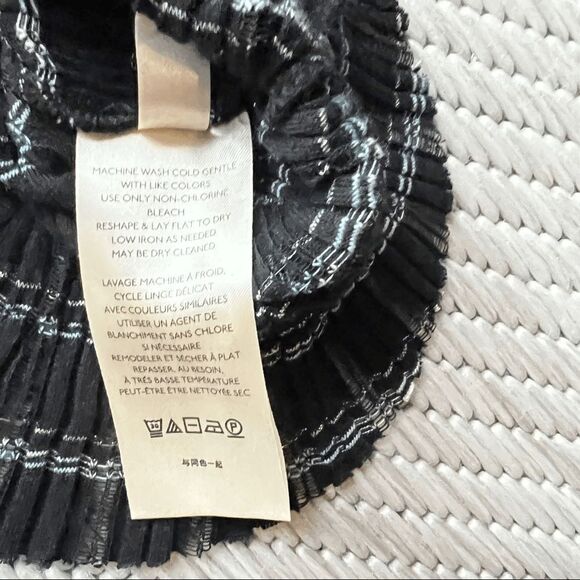 MACHINE WASH COLD GENTLE
WITH LIKE COLORS
USE ONLY NON-CHLORINE
BLEACH
RESHAPE & LAY FLAT TO DRY
LOW IRON AS NEEDED
MAY BE DRY CLEANED
LAVAGE MACHINE À FROID,
CYCLE LINGE DÉLICAT
AVEC COULEURS SIMILAIRES
UTILISER UN AGENT DE
BLANCHIMENT SANS CHLORE
SI NÉCESSAIRE
REMODELER ET SÉCHER À PLAT
REPASSER, AU BESOIN,
À TRÈS BASSE TEMPÉRATURE
PEUT-ÊTRE ÊTRE NETTOYÉE SEC
30 P
与同色一起